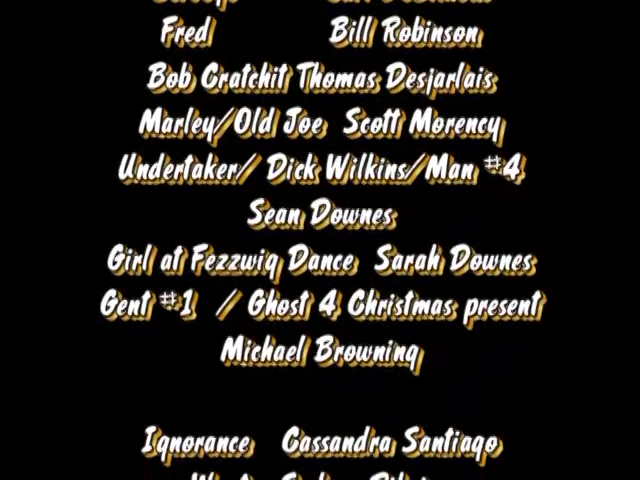 Fred Bill Robinson
Bob Cratchit Thomas Desjarlais
Marley/Old Joe Scott Morency
Undertaker/ Dick Wilkins/Man #4
Sean Downes
Girl at Fezzwig Dance Sarah Downes
Gent #1 / Ghost 4 Christmas present
Michael Browning
Ignorance Cassandra Santiago